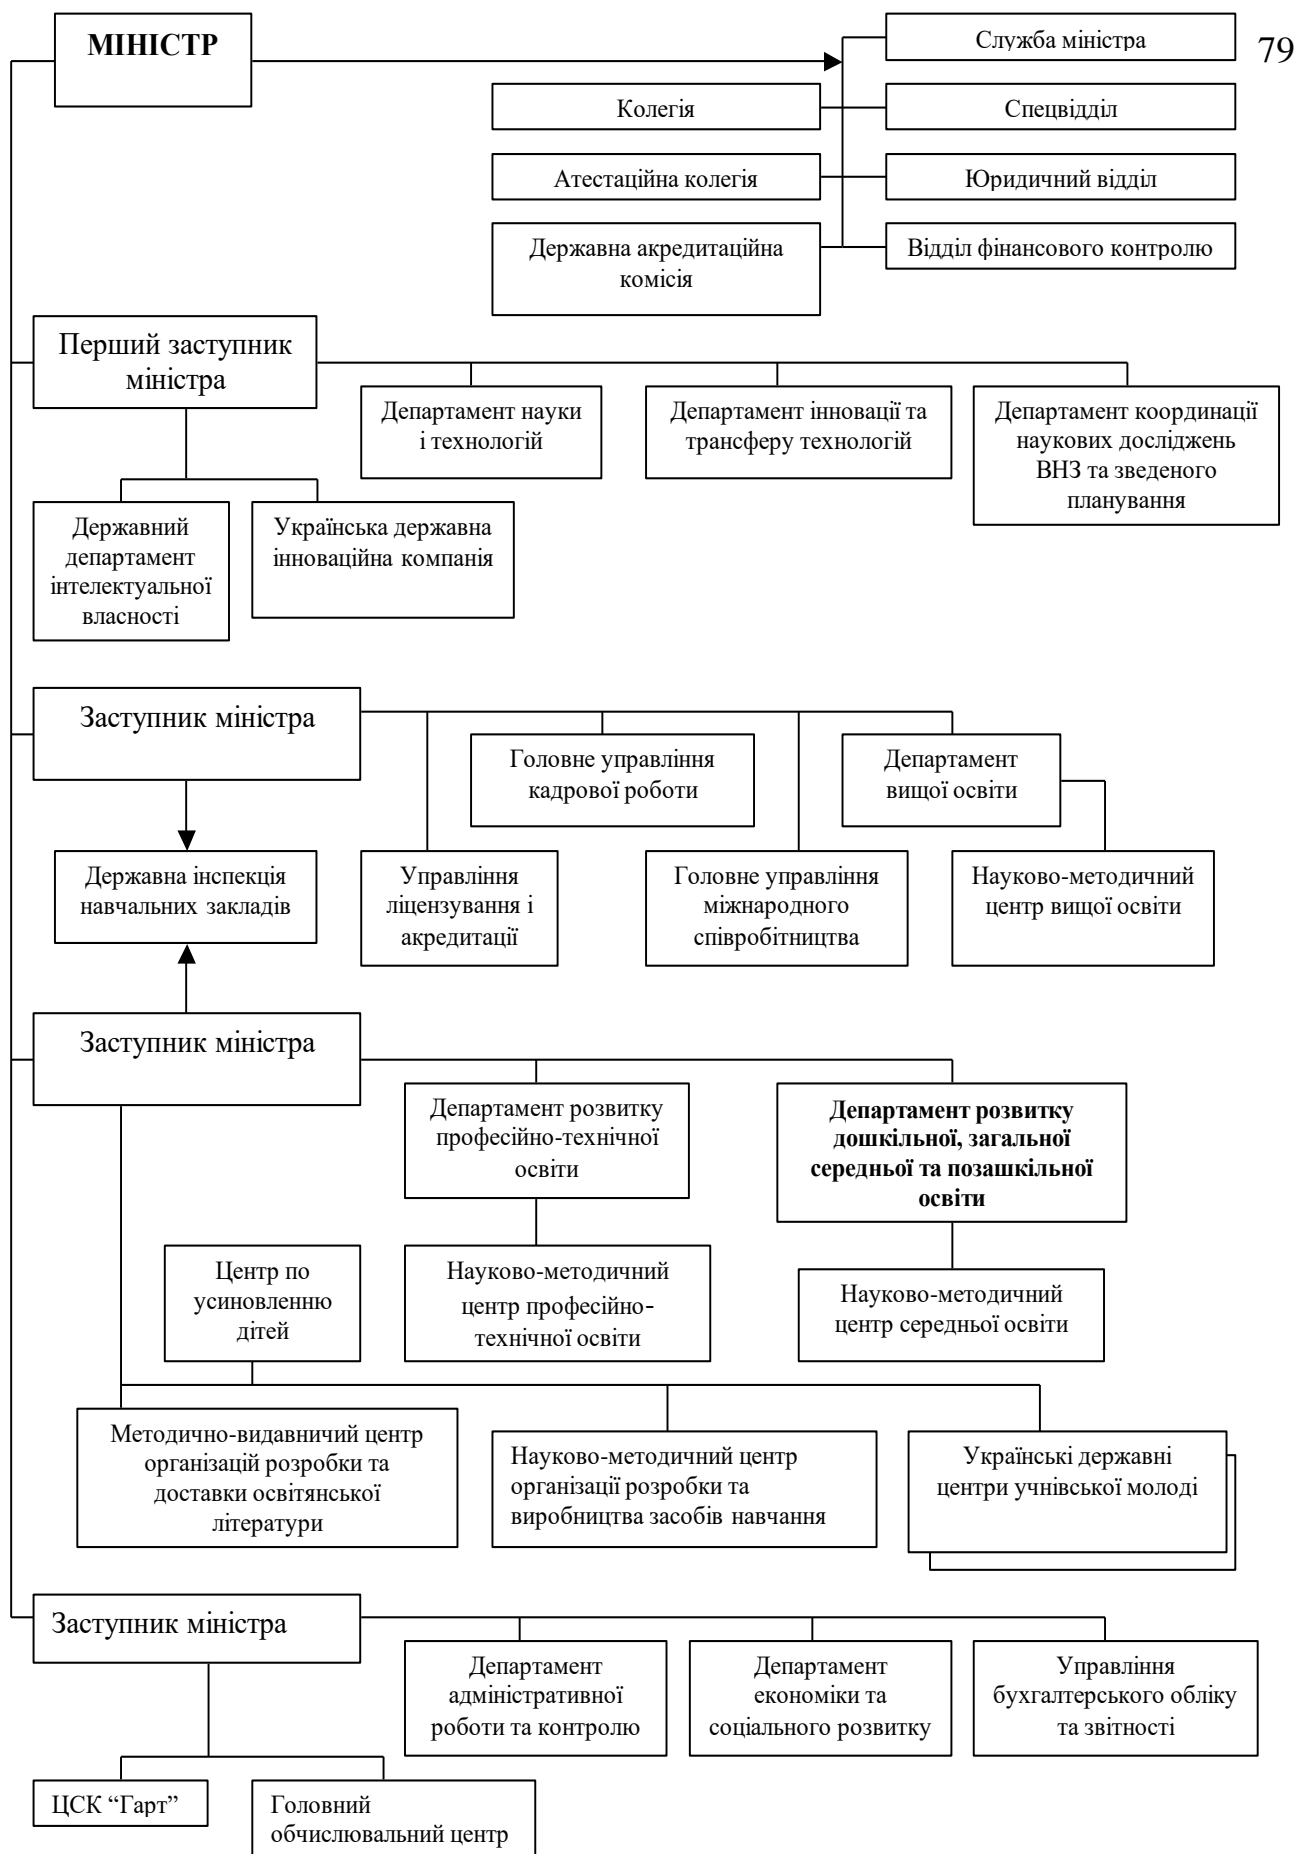 МІНІСТР
Служба міністра
79
Колегія
Спецвідділ
Атестаційна колегія
Юридичний відділ
Державна акредитаційна
комісія
Відділ фінансового контролю
Перший заступник
міністра
Департамент науки
і технологій
Департамент інновації та
трансферу технологій
Департамент координації
наукових досліджень
ВНЗ та зведеного
планування
Державний
департамент
інтелектуальної
власності
Українська державна
інноваційна компанія
Заступник міністра
Головне управління
кадрової роботи
Департамент
вищої освіти
Державна інспекція
навчальних закладів
Управління
ліцензування і
акредитації
Головне управління
міжнародного
співробітництва
Науково-методичний
центр вищої освіти
Заступник міністра
Департамент розвитку
професійно-технічної
освіти
Департамент розвитку
дошкільної, загальної
середньої та позашкільної
освіти
Центр по
усиновленню
дітей
Науково-методичний
центр професійно-
технічної освіти
Науково-методичний
центр середньої освіти
Методично-видавничий центр
організацій розробки та
доставки освітянської
літератури
Науково-методичний центр
організації розробки та
виробництва засобів навчання
Українські державні
центри учнівської молоді
Заступник міністра
Департамент
адміністративної
роботи та контролю
Департамент
економіки та
соціального розвитку
Управління
бухгалтерського обліку
та звітності
ЦСК “Гарт”
Головний
обчислювальний центр